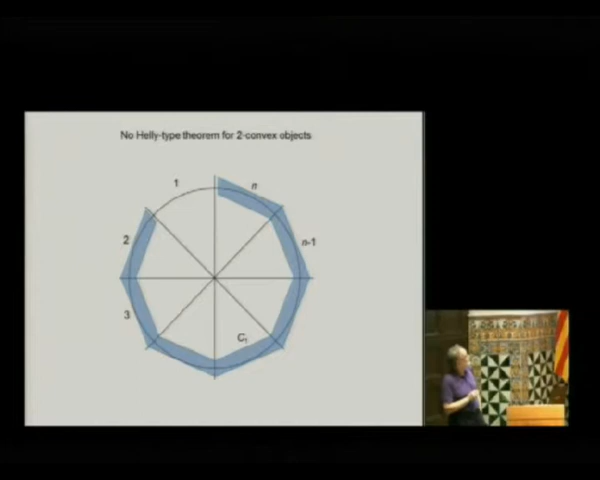 No Helly-type theorem for 2-convex objects
1
n
2
n-1
3
C₁